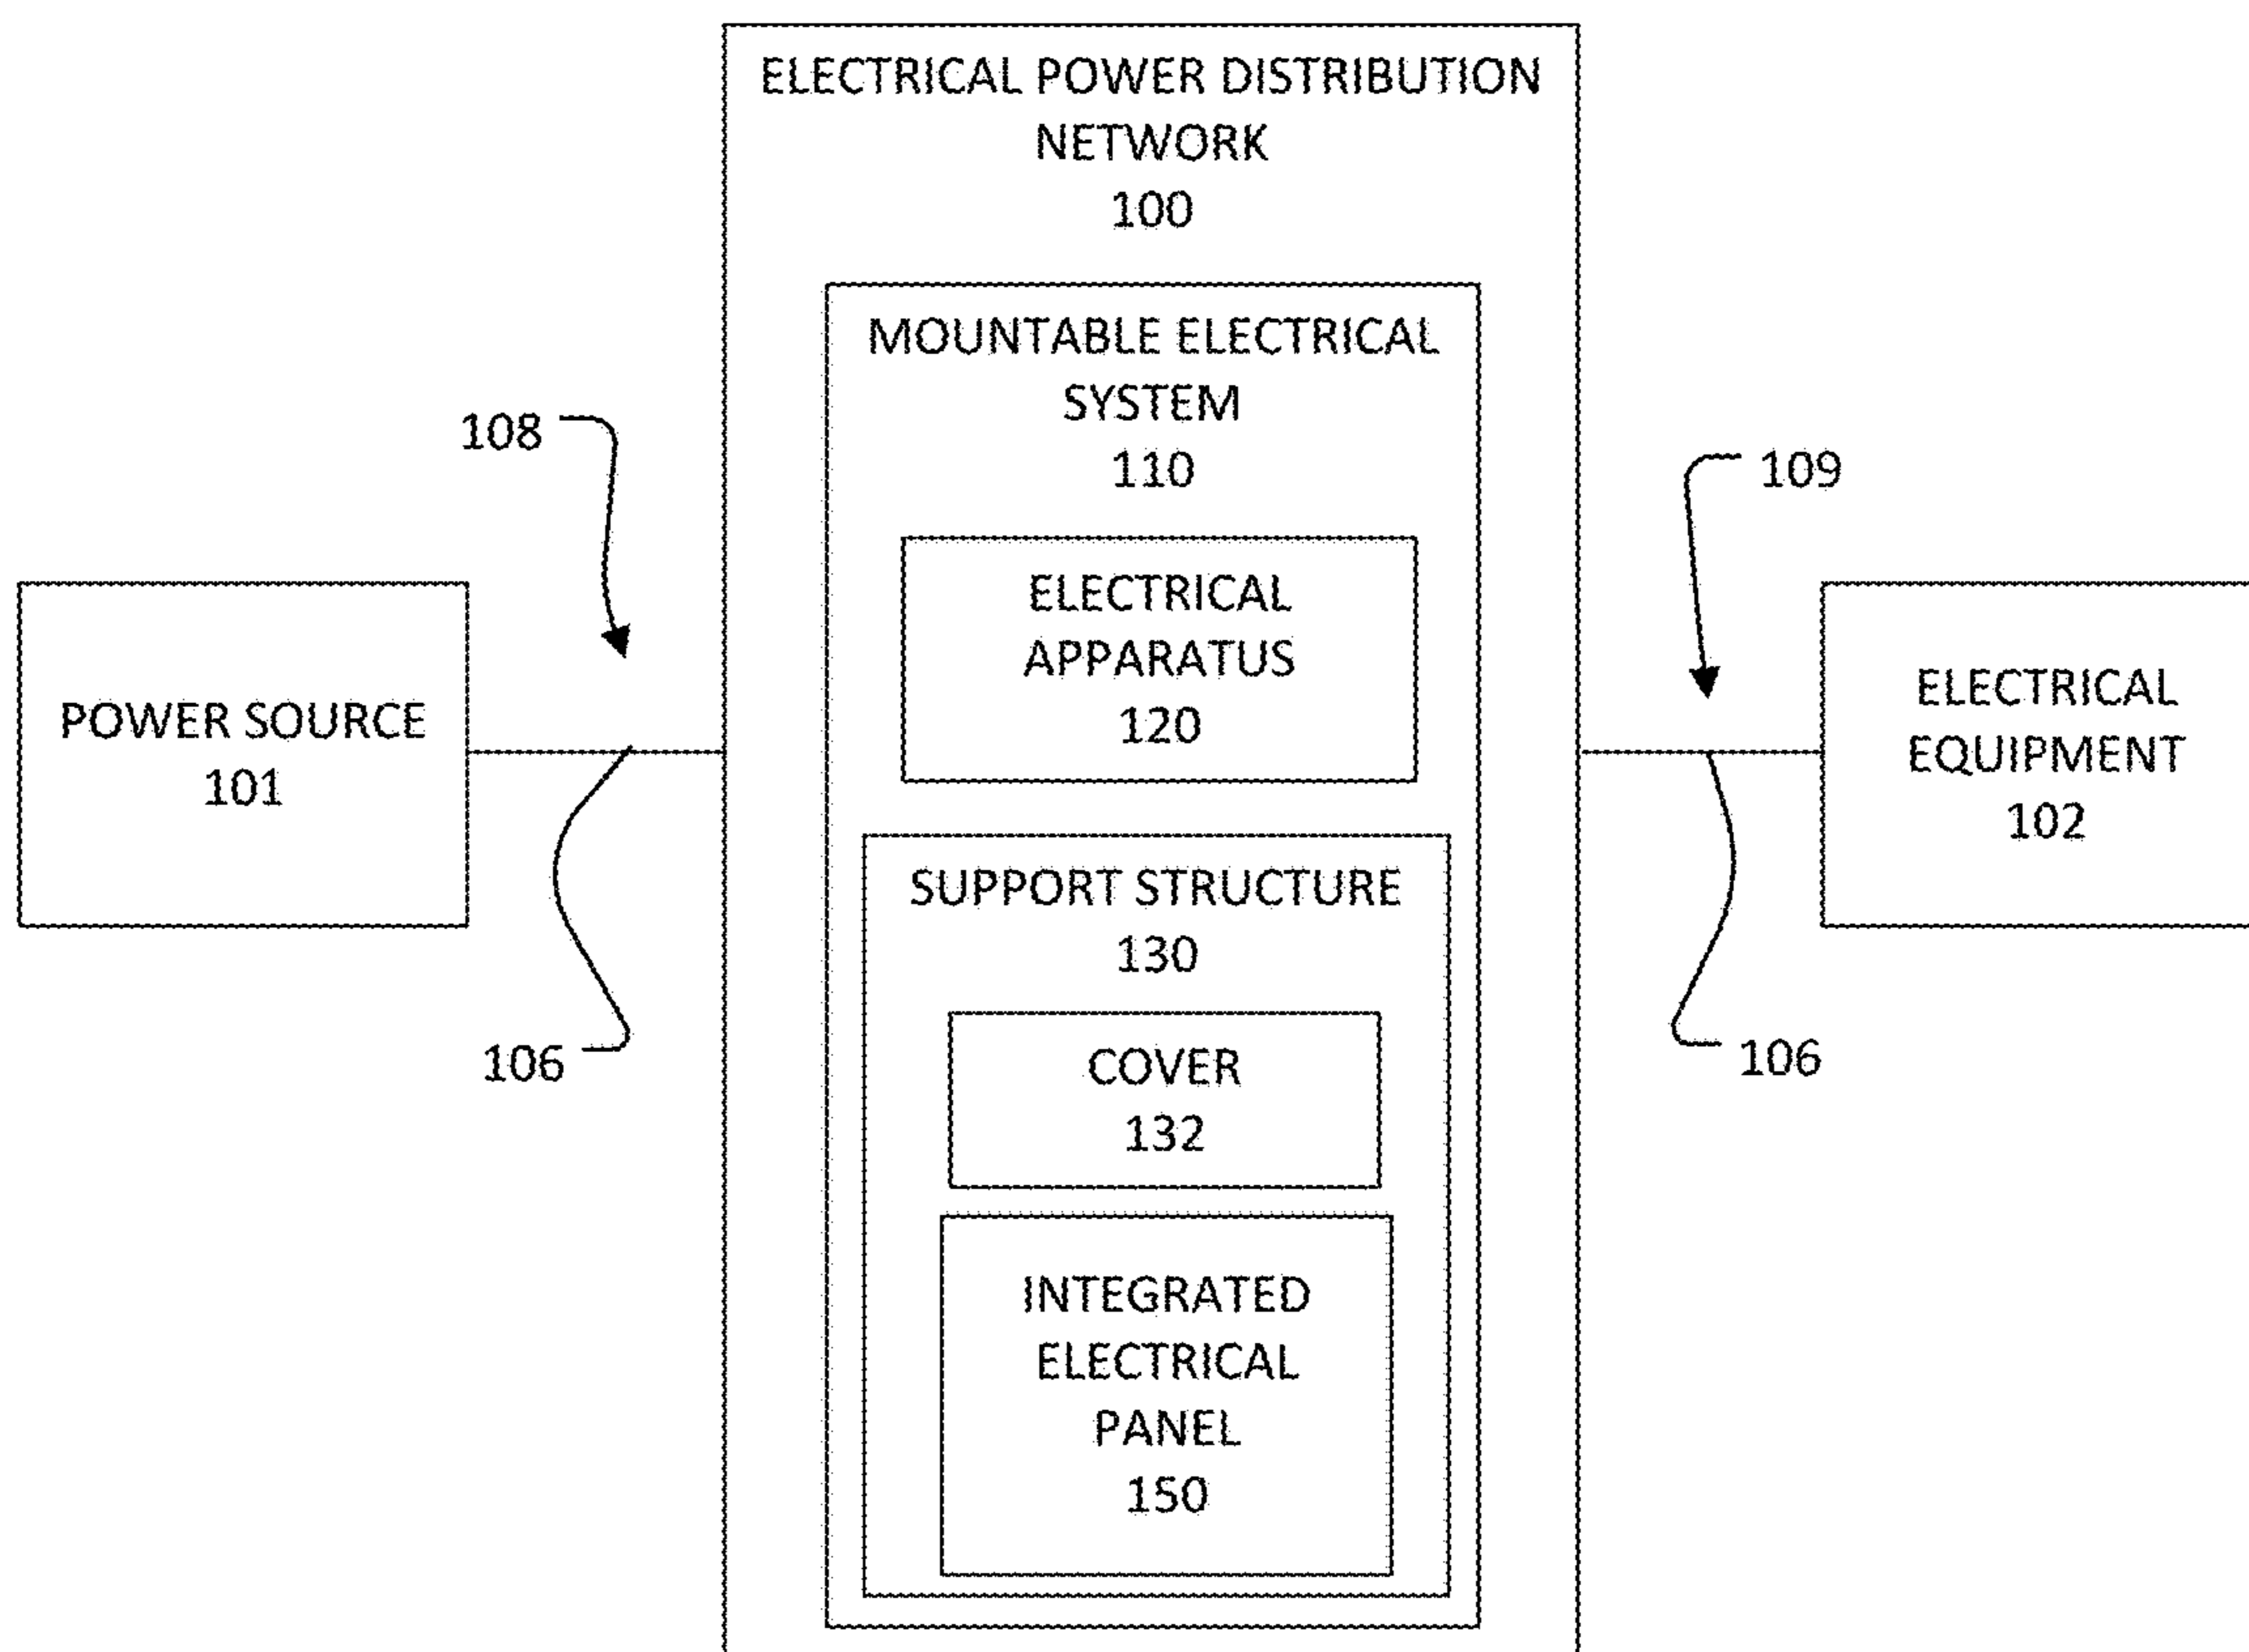 ELECTRICAL POWER DISTRIBUTION
NETWORK
100
MOUNTABLE ELECTRICAL
SYSTEM
110
108
109
ELECTRICAL
APPARATUS
120
POWER SOURCE
101
ELECTRICAL
EQUIPMENT
102
SUPPORT STRUCTURE
130
106
COVER
132
106
INTEGRATED
ELECTRICAL
PANEL
150